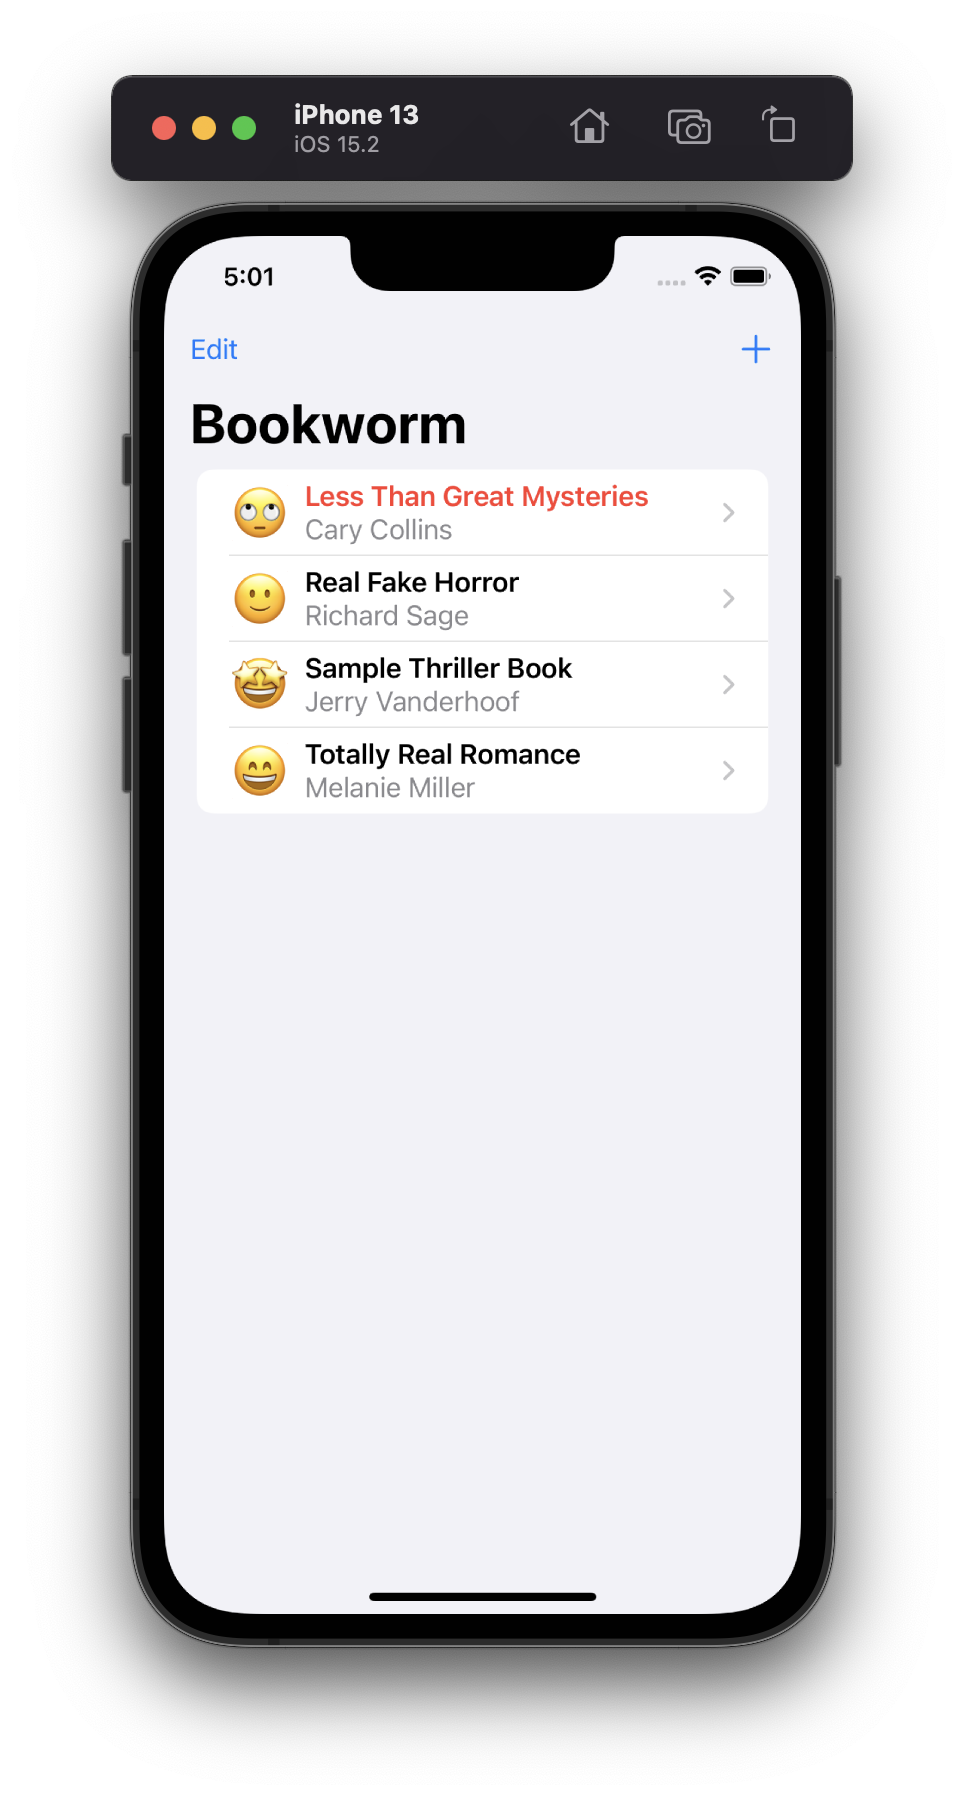 iPhone 13
iOS 15.2
5:01
Edit
Bookworm
Less Than Great Mysteries
Cary Collins
Real Fake Horror
Richard Sage
Sample Thriller Book
Jerry Vanderhoof
Totally Real Romance
Melanie Miller